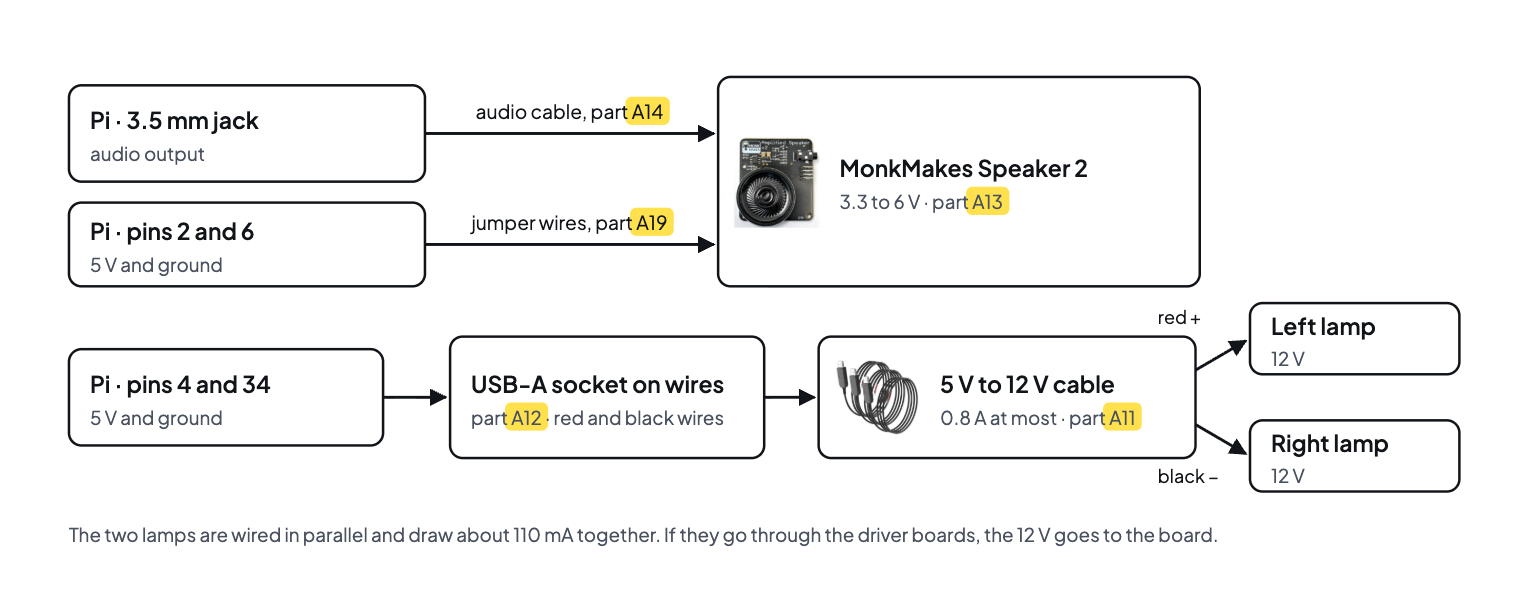 Pi · 3.5 mm jack
audio output
audio cable, part A14
Pi · pins 2 and 6
5 V and ground
jumper wires, part A19
Amplified Speaker
MonkMakes Speaker 2
3.3 to 6 V · part A13
Pi · pins 4 and 34
5 V and ground
USB-A socket on wires
part A12 · red and black wires
5 V to 12 V cable
0.8 A at most · part A11
red +
Left lamp
12 V
black –
Right lamp
12 V
The two lamps are wired in parallel and draw about 110 mA together. If they go through the driver boards, the 12 V goes to the board.